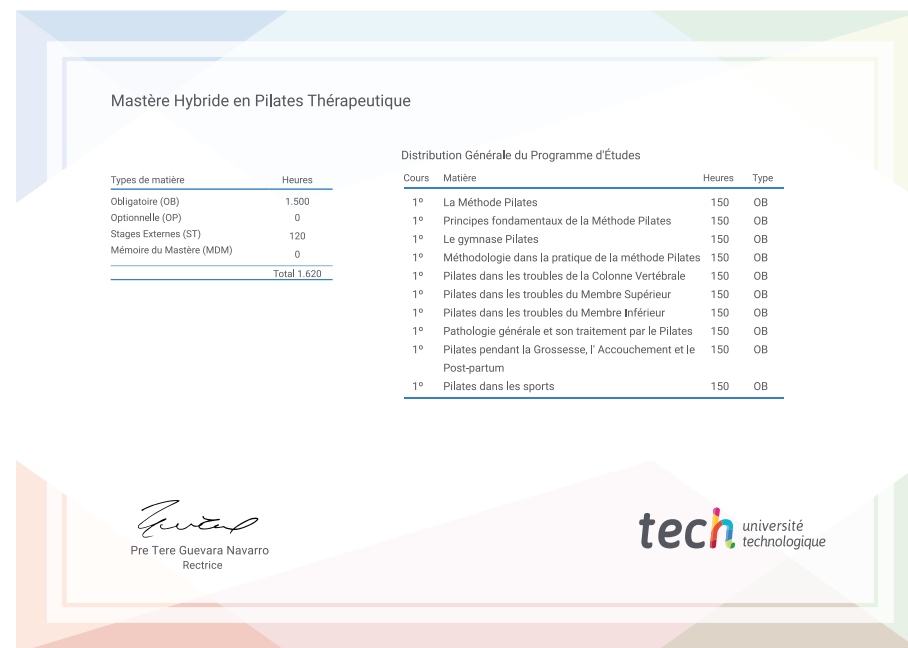 Mastère Hybride en Pilates Thérapeutique
Types de matière Heures
Obligatoire (OB) 1.500
Optionnelle (OP) 0
Stages Externes (ST) 120
Mémoire du Mastère (MDM) 0
Total 1.620
Distribution Générale du Programme d'Études
Cours Matière Heures Type
1º La Méthode Pilates 150 OB
1º Principes fondamentaux de la Méthode Pilates 150 OB
1º Le gymnase Pilates 150 OB
1º Méthodologie dans la pratique de la méthode Pilates 150 OB
1º Pilates dans les troubles de la Colonne Vertébrale 150 OB
1º Pilates dans les troubles du Membre Supérieur 150 OB
1º Pilates dans les troubles du Membre Inférieur 150 OB
1º Pathologie générale et son traitement par le Pilates 150 OB
1º Pilates pendant la Grossesse, l' Accouchement et le 150 OB
Post-partum
1º Pilates dans les sports 150 OB
Pre Tere Guevara Navarro
Rectrice
tech université
technologique